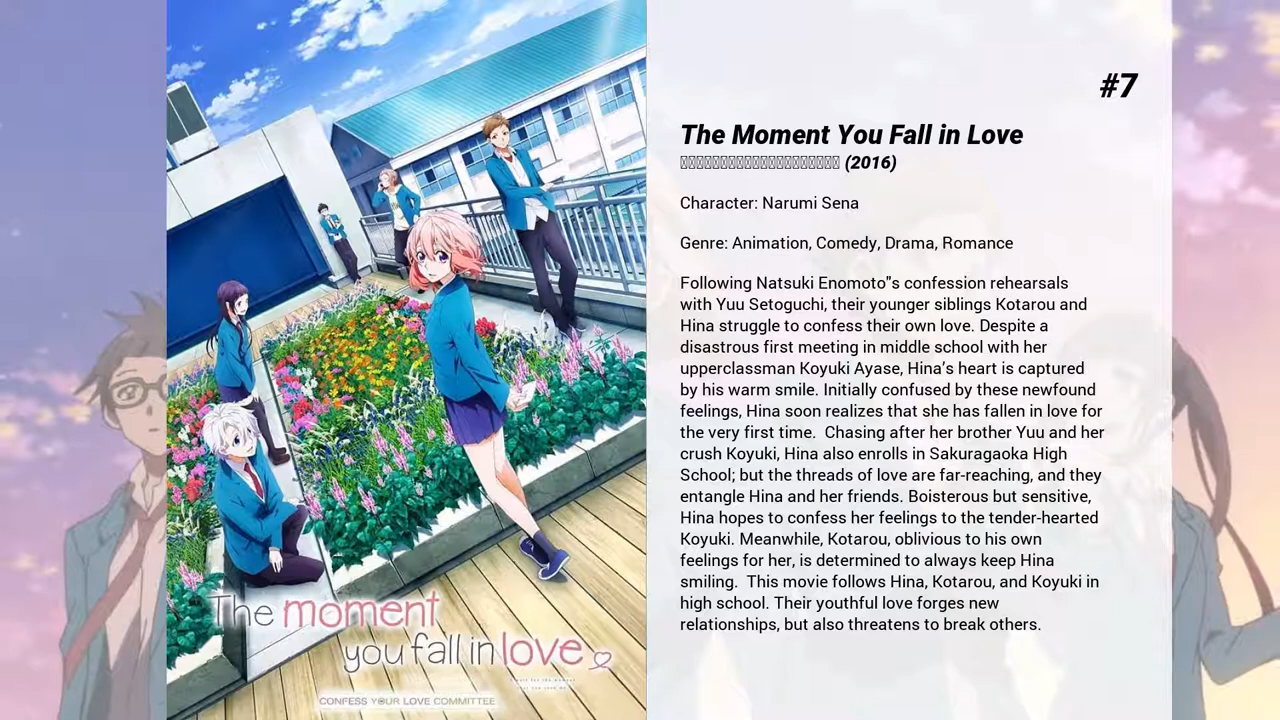 #7
The Moment You Fall in Love
(2016)
Character: Narumi Sena
Genre: Animation, Comedy, Drama, Romance
Following Natsuki Enomoto"s confession rehearsals
with Yuu Setoguchi, their younger siblings Kotarou and
Hina struggle to confess their own love. Despite a
disastrous first meeting in middle school with her
upperclassman Koyuki Ayase, Hina's heart is captured
by his warm smile. Initially confused by these newfound
feelings, Hina soon realizes that she has fallen in love for
the very first time.  Chasing after her brother Yuu and her
crush Koyuki, Hina also enrolls in Sakuragaoka High
School; but the threads of love are far-reaching, and they
entangle Hina and her friends. Boisterous but sensitive,
Hina hopes to confess her feelings to the tender-hearted
Koyuki. Meanwhile, Kotarou, oblivious to his own
feelings for her, is determined to always keep Hina
smiling.  This movie follows Hina, Kotarou, and Koyuki in
high school. Their youthful love forges new
relationships, but also threatens to break others.
The moment
you fall in love
CONFESS YOUR LOVE COMMITTEE